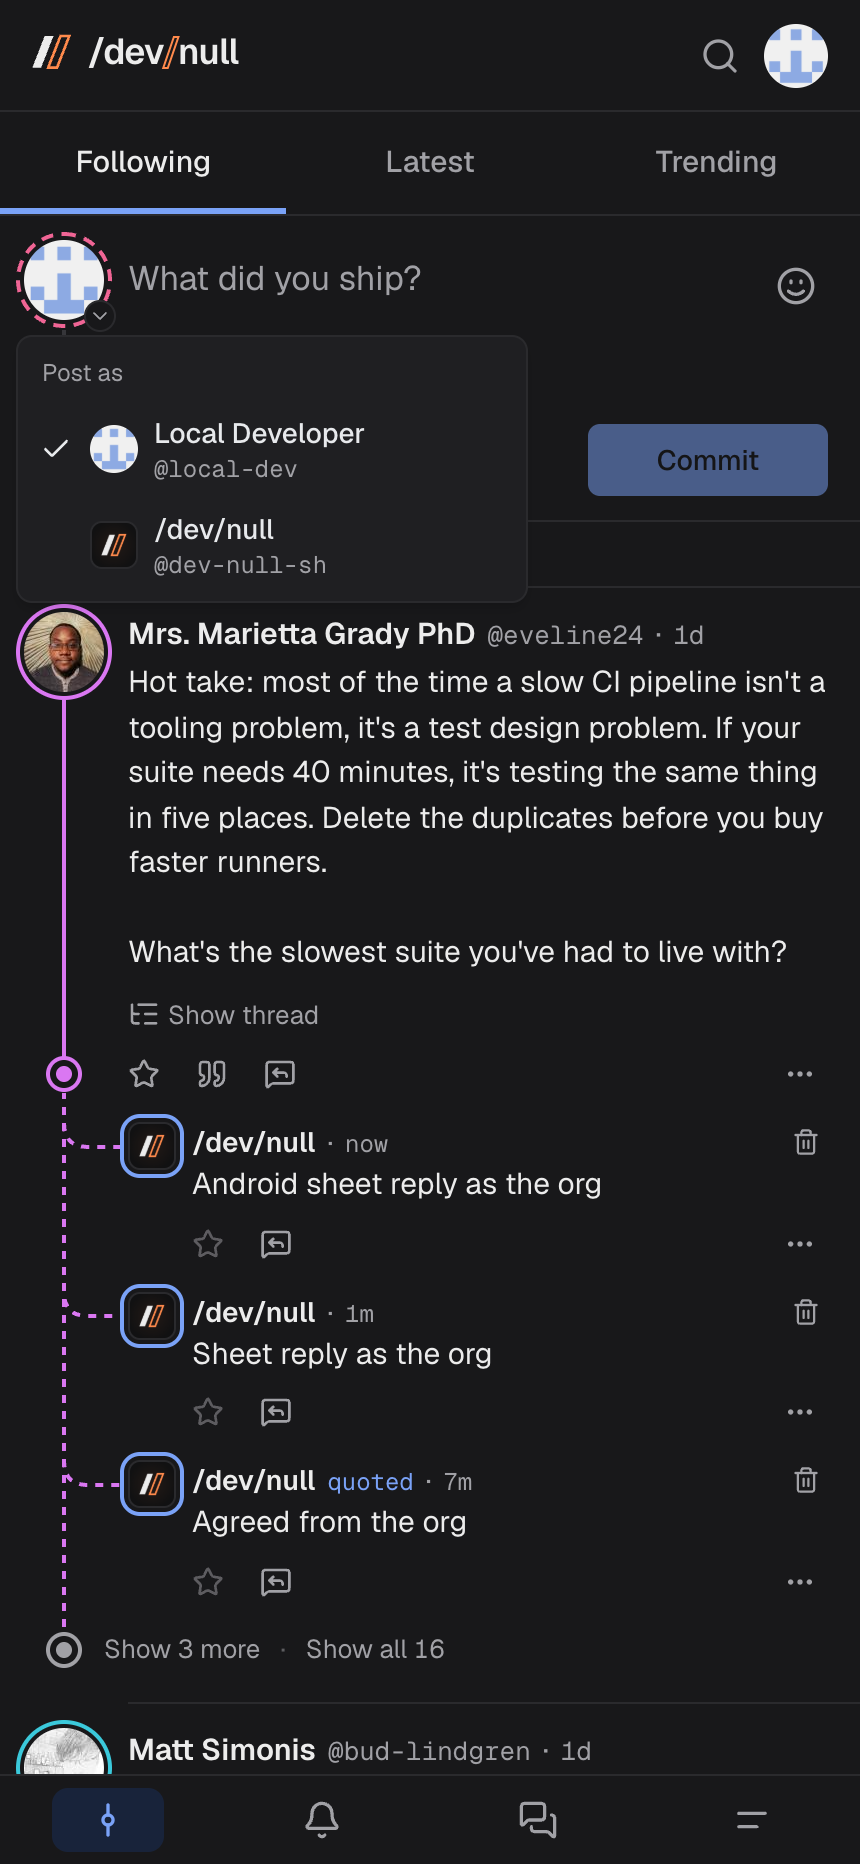 /dev/null
Following
Latest
Trending
What did you ship?
Post as
Local Developer
@local-dev
Commit
/dev/null
@dev-null-sh
Mrs. Marietta Grady PhD @eveline24 · 1d
Hot take: most of the time a slow CI pipeline isn't a
tooling problem, it's a test design problem. If your
suite needs 40 minutes, it's testing the same thing
in five places. Delete the duplicates before you buy
faster runners.
What's the slowest suite you've had to live with?
Show thread
/dev/null · now
Android sheet reply as the org
/dev/null · 1m
Sheet reply as the org
/dev/null quoted · 7m
Agreed from the org
Show 3 more · Show all 16
Matt Simonis @bud-lindgren · 1d